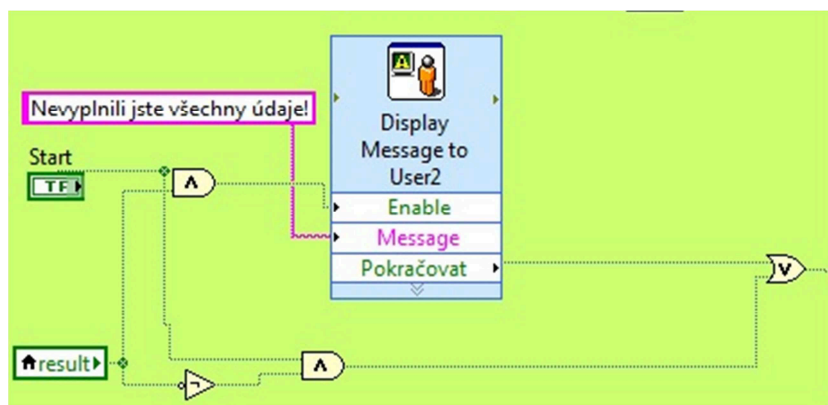 Nevyplnili jste všechny údaje!
Display
Message to
User2
Start
TF
Enable
Message
Pokračovat
result